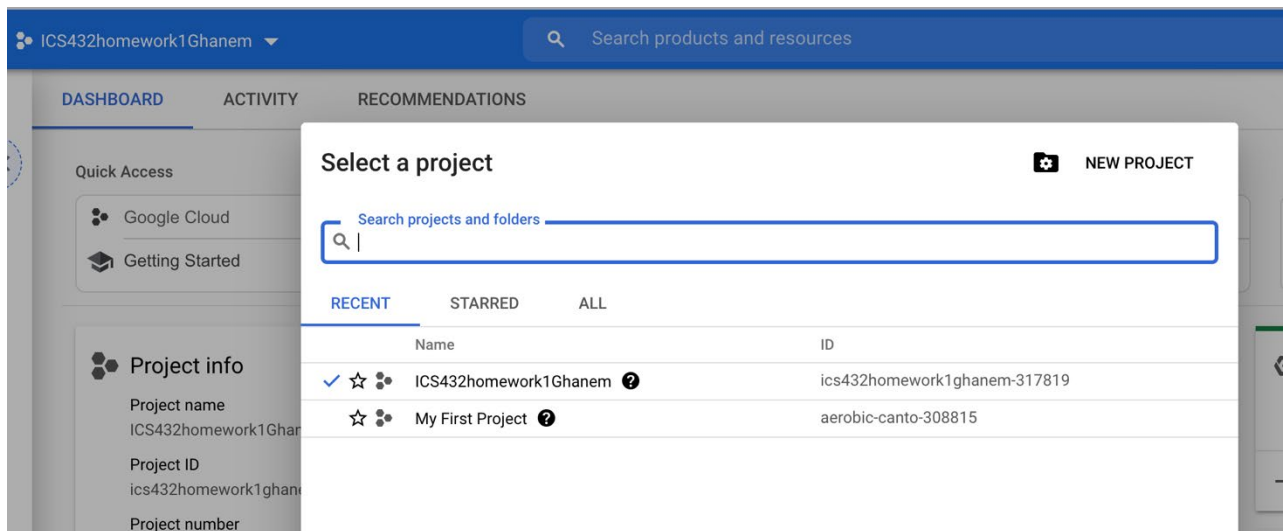 ICS432homework1Ghanem
Search products and resources
DASHBOARD ACTIVITY RECOMMENDATIONS
Select a project
NEW PROJECT
Quick Access
Search projects and folders
Google Cloud
Getting Started
RECENT STARRED ALL
Name ID
Project info
ICS432homework1Ghanem ics432homework1ghanem-317819
Project name
My First Project aerobic-canto-308815
ICS432homework1Ghan
Project ID
ics432homework1ghane
Project number